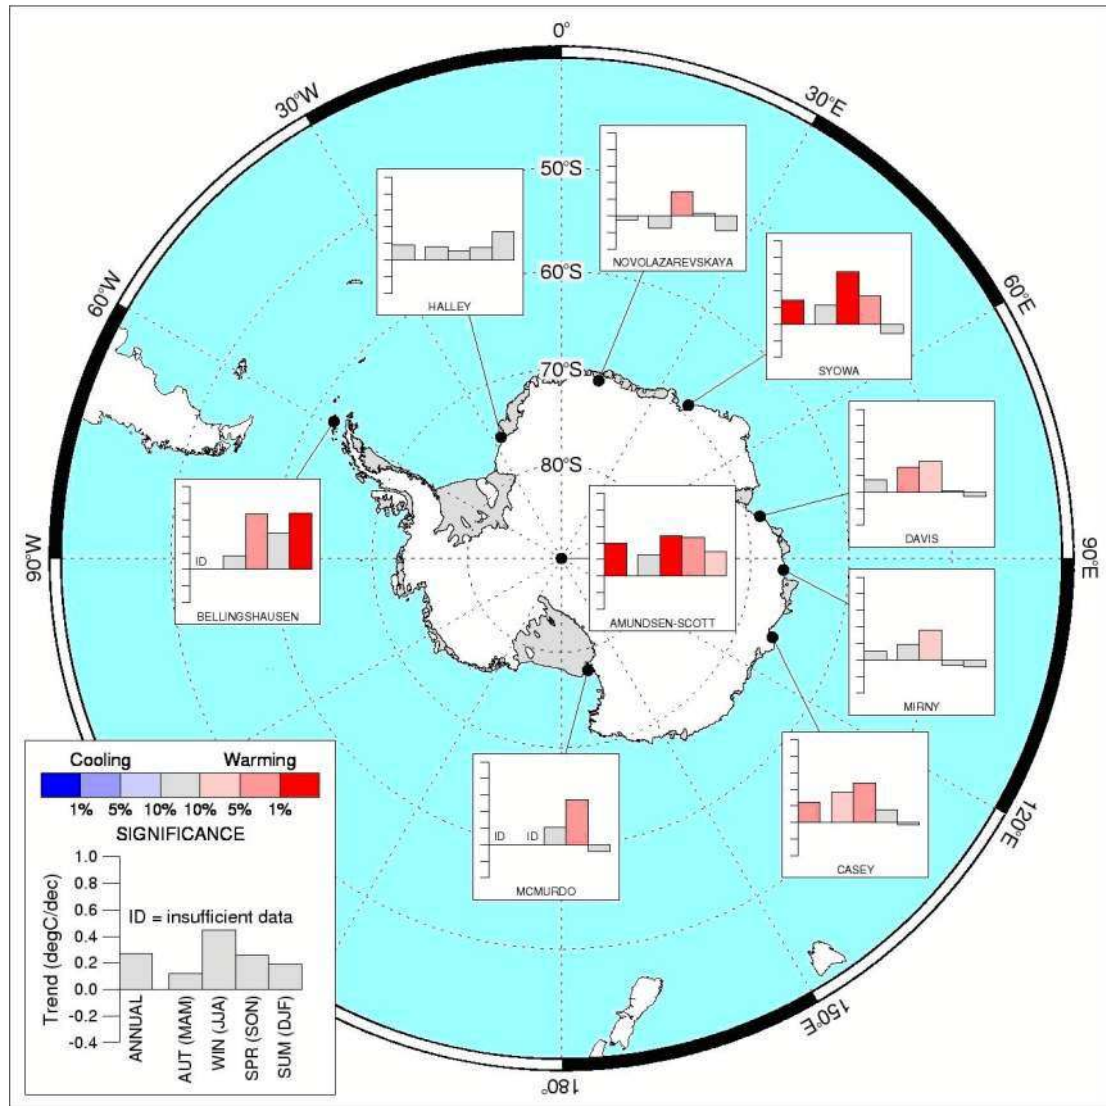 0°
30°W
30°E
50°S
NOVOLAZAREVSKAYA
60°W
60°S
60°E
HALLEY
SYOWA
70°S
80°S
DAVIS
90°W
ID
90°E
BELLINGSHAUSEN
AMUNDSEN-SCOTT
MIRNY
Cooling Warming
1% 5% 10% 10% 5% 1%
SIGNIFICANCE
120°E
ID ID
CASEY
MCMURDO
1.0
0.8
0.6
0.4
0.2
0.0
-0.2
-0.4
Trend (degC/dec)
ID = insufficient data
ANNUAL
AUT (MAM)
WIN (JJA)
SPR (SON)
SUM (DJF)
150°E
180°